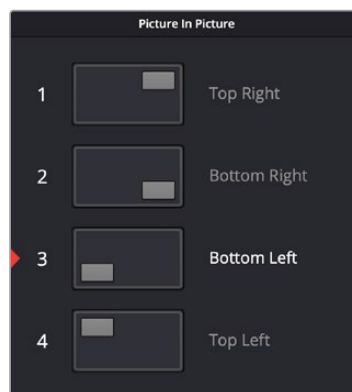 Picture In Picture
1 Top Right
2 Bottom Right
3 Bottom Left
4 Top Left